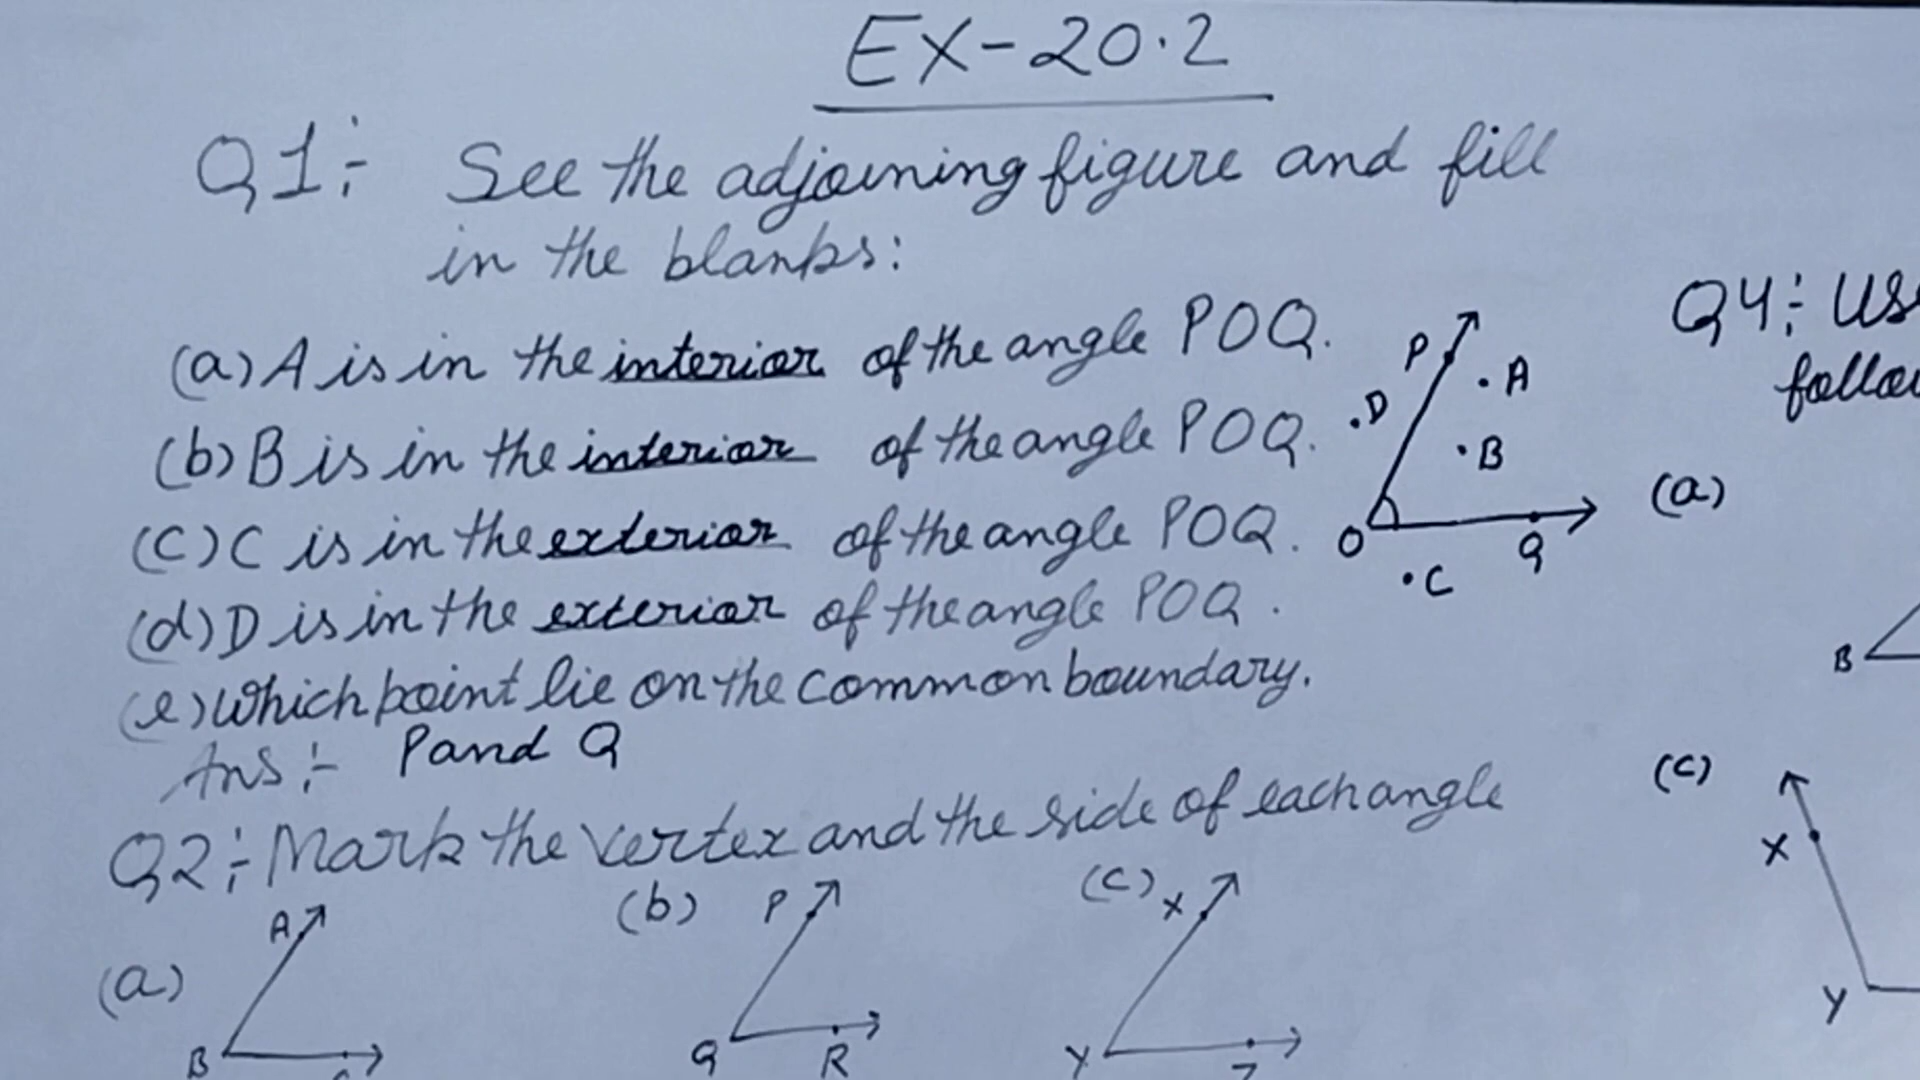 EX-20.2
Q1:- See the adjoining figure and fill
in the blanks:
(a) A is in the interior of the angle POQ.
(b) B is in the interior of the angle POQ.
(c) C is in the exterior of the angle POQ.
(d) D is in the exterior of the angle POQ.
(e) Which point lie on the common boundary.
Ans:- P and Q
P
A
D
B
O
Q
C
Q2:- Mark the vertex and the side of each angle
(a)
A
B
(b)
P
Q
R
(c)
X
Y
Z
Q4:-
(a)
B
(c)
X
Y